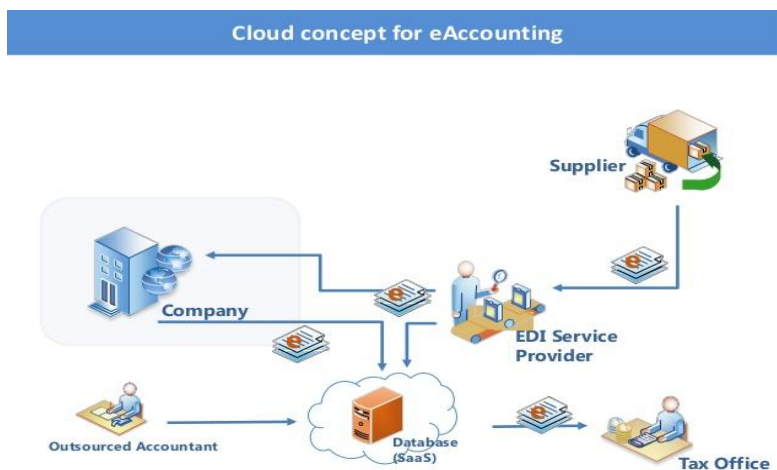 Cloud concept for eAccounting
Supplier
Company
EDI Service
Provider
Outsourced Accountant
Database
(SaaS)
Tax Office
e
e
e
e